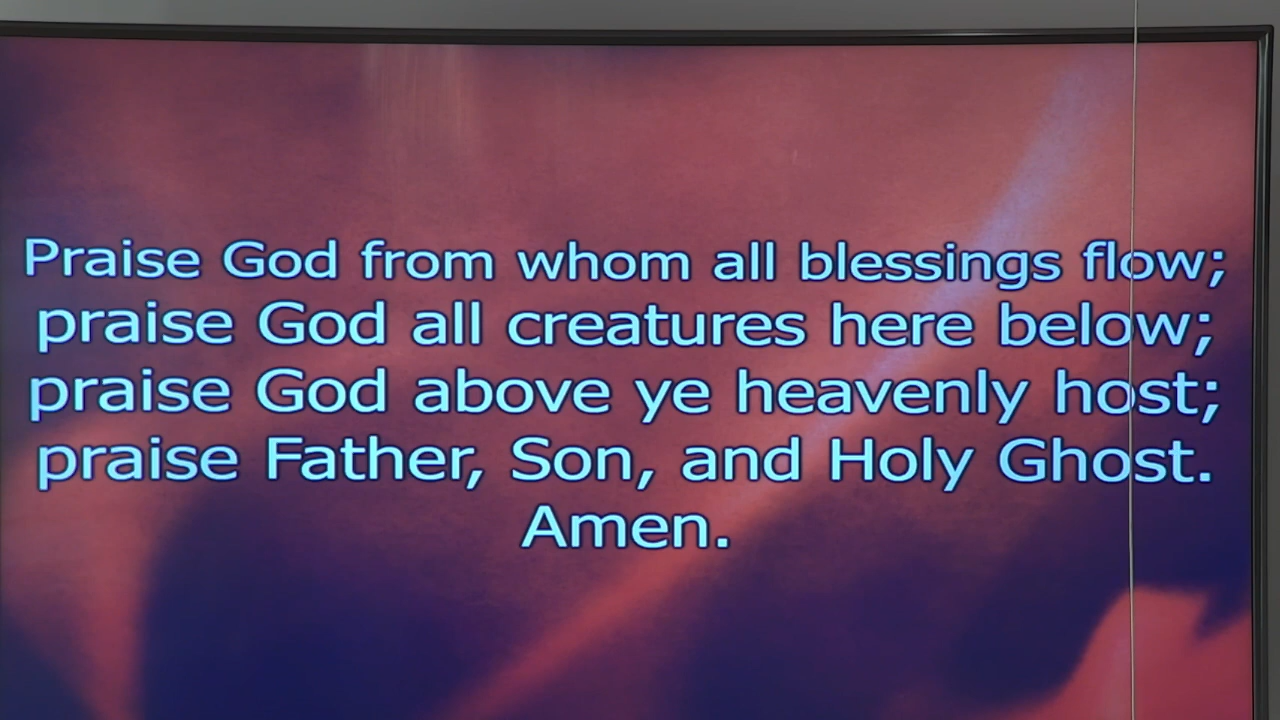 Praise God from whom all blessings flow;
praise God all creatures here below;
praise God above ye heavenly host;
praise Father, Son, and Holy Ghost.
Amen.